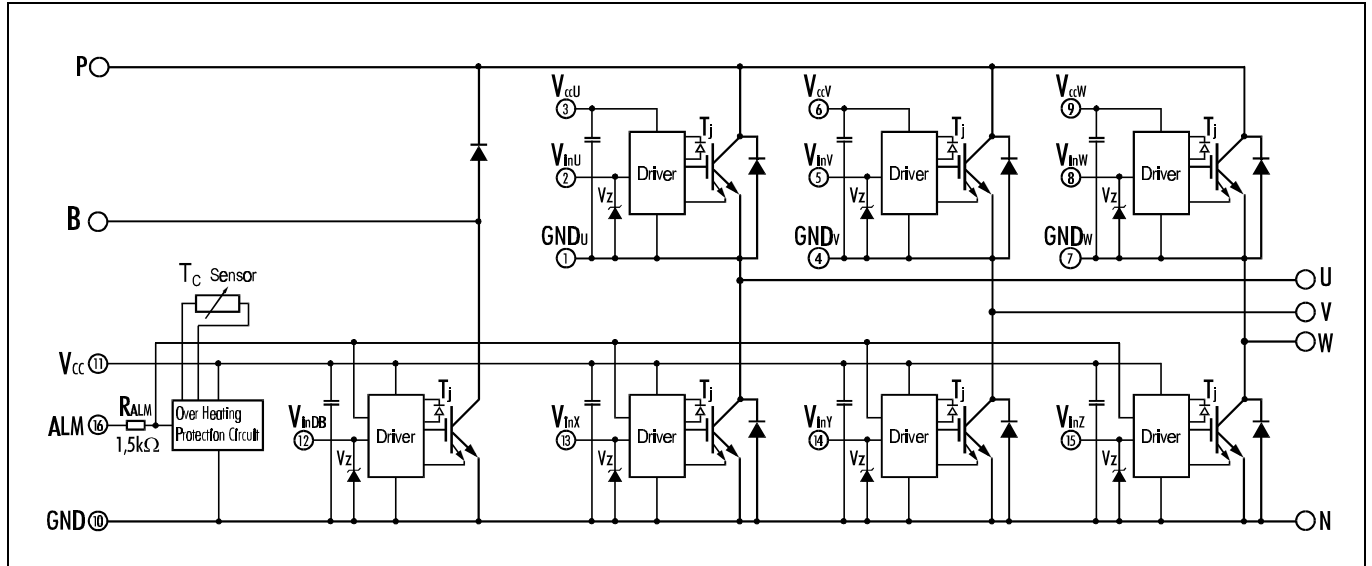 P
VccU
3
Tj
VccV
6
Tj
VccW
9
Tj
VInU
2
Driver
VInV
5
Driver
VInW
8
Driver
Vz
Vz
Vz
B
GNDU
1
GNDV
4
GNDW
7
TC Sensor
U
V
W
Vcc 11
RALM
ALM 16
1,5kΩ
Over Heating
Protection Circuit
VInDB
12
Driver
Tj
VInX
13
Driver
Tj
VInY
14
Driver
Tj
VInZ
15
Driver
Tj
Vz
Vz
Vz
Vz
GND 10
N